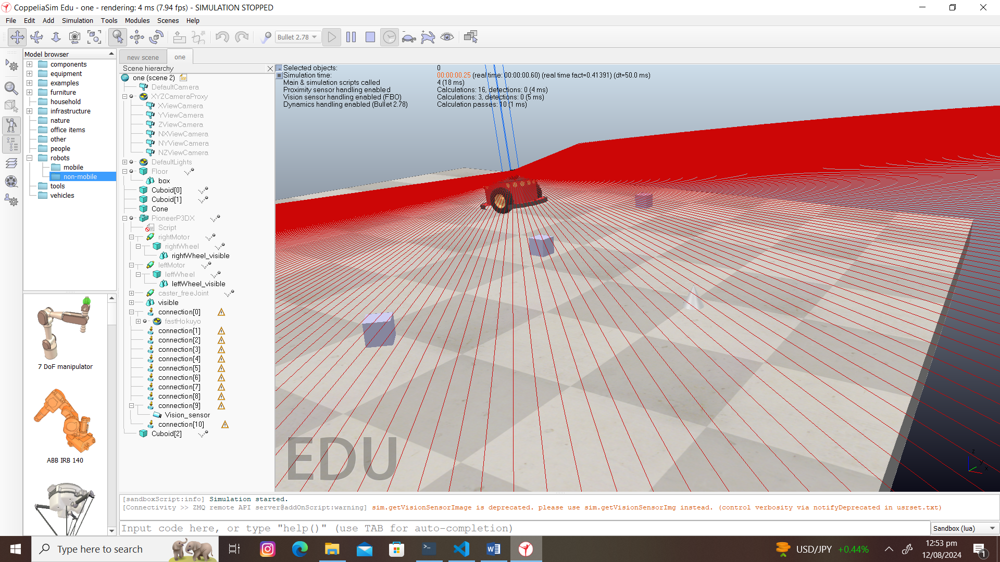 CoppeliaSim Edu - one - rendering: 4 ms (7.94 fps) - SIMULATION STOPPED
File Edit Add Simulation Tools Modules Scenes Help
Bullet 2.78
Model browser
components
equipment
examples
furniture
household
infrastructure
nature
office items
other
people
robots
mobile
non-mobile
tools
vehicles
7 DoF manipulator
ABB IRB 140
new scene
one
Scene hierarchy
one (scene 2)
DefaultCamera
XYZCameraProxy
XViewCamera
YViewCamera
ZViewCamera
NXViewCamera
NYViewCamera
NZViewCamera
DefaultLights
Floor
box
Cuboid[0]
Cuboid[1]
Cone
PioneerP3DX
Script
rightMotor
rightWheel
rightWheel_visible
leftMotor
leftWheel
leftWheel_visible
caster_freeJoint
visible
connection[0]
fastHokuyo
connection[1]
connection[2]
connection[3]
connection[4]
connection[5]
connection[6]
connection[7]
connection[8]
connection[9]
Vision_sensor
connection[10]
Cuboid[2]
Selected objects: 0
Simulation time: 00:00:00.25 (real time: 00:00:00.60) (real time fact=0.41391) (dt=50.0 ms)
Main & simulation scripts called 4 (18 ms)
Proximity sensor handling enabled Calculations: 16, detections: 0 (4 ms)
Vision sensor handling enabled (FBO) Calculations: 3, detections: 0 (5 ms)
Dynamics handling enabled (Bullet 2.78) Calculation passes: 10 (1 ms)
EDU
z
y
x
[sandboxScript:info] Simulation started.
[Connectivity >> ZMQ remote API server@addOnScript:warning] sim.getVisionSensorImage is deprecated. please use sim.getVisionSensorImg instead. (control verbosity via notifyDeprecated in usrset.txt)
Input code here, or type "help()" (use TAB for auto-completion)
Sandbox (lua)
Type here to search
USD/JPY +0.44%
12:53 pm
12/08/2024
1